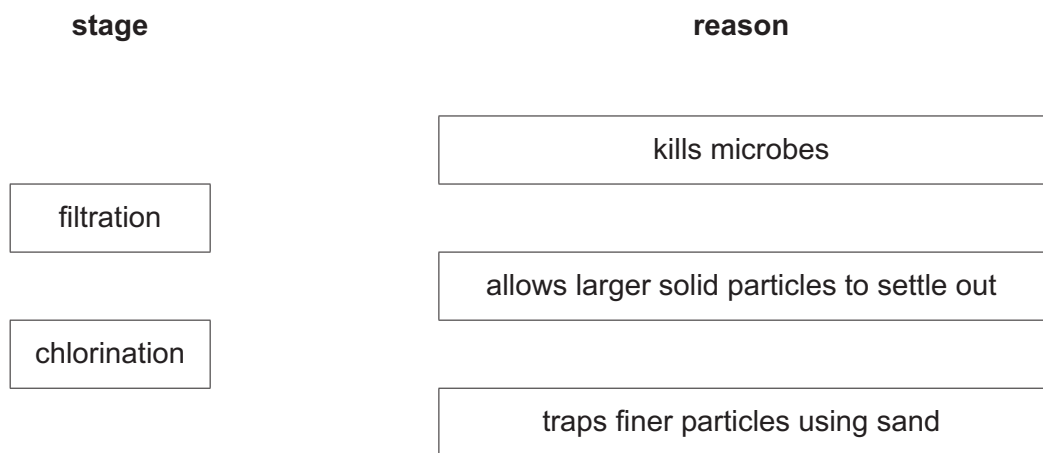 stage
reason
kills microbes
filtration
allows larger solid particles to settle out
chlorination
traps finer particles using sand